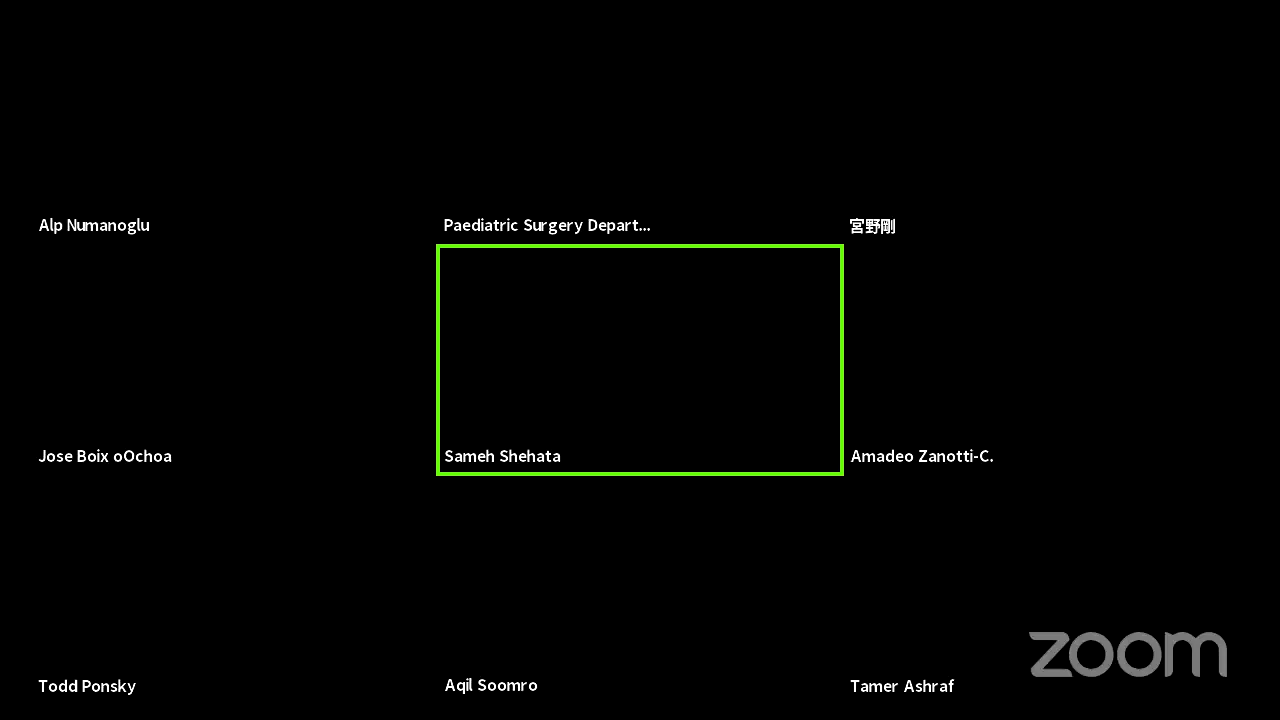 Alp Numanoglu
Paediatric Surgery Depart...
宮野剛
Jose Boix oOchoa
Sameh Shehata
Amadeo Zanotti-C.
Todd Ponsky
Aqil Soomro
Tamer Ashraf
zoom